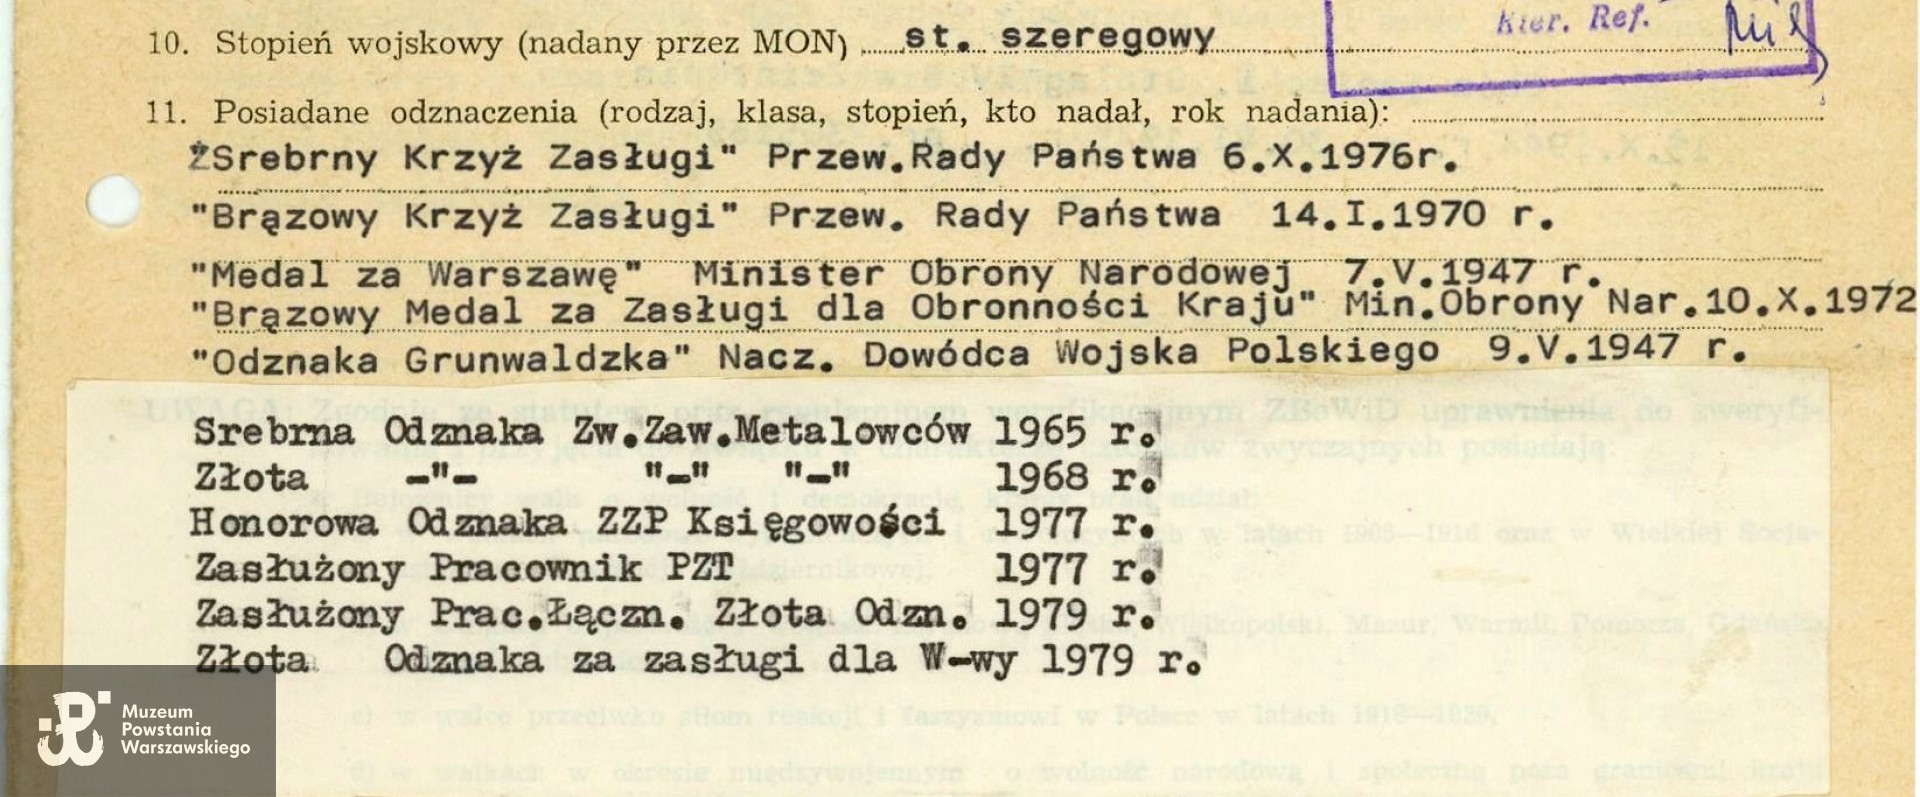 Kier. Ref.
10. Stopień wojskowy (nadany przez MON) st. szeregowy
11. Posiadane odznaczenia (rodzaj, klasa, stopień, kto nadał, rok nadania):
"Srebrny Krzyż Zasługi" Przew.Rady Państwa 6.X.1976r.
"Brązowy Krzyż Zasługi" Przew. Rady Państwa 14.I.1970 r.
"Medal za Warszawę" Minister Obrony Narodowej 7.V.1947 r.
"Brązowy Medal za Zasługi dla Obronności Kraju" Min.Obrony Nar.10.X.1972
"Odznaka Grunwaldzka" Nacz. Dowódca Wojska Polskiego 9.V.1947 r.
Srebrna Odznaka Zw.Zaw.Metalowców 1965 r.
Złota -"- "-" "-" 1968 r.
Honorowa Odznaka ZZP Księgowości 1977 r.
Zasłużony Pracownik PZT 1977 r.
Zasłużony Prac.Łączn. Złota Odzn. 1979 r.
Złota Odznaka za zasługi dla W-wy 1979 r.
Muzeum
Powstania
Warszawskiego